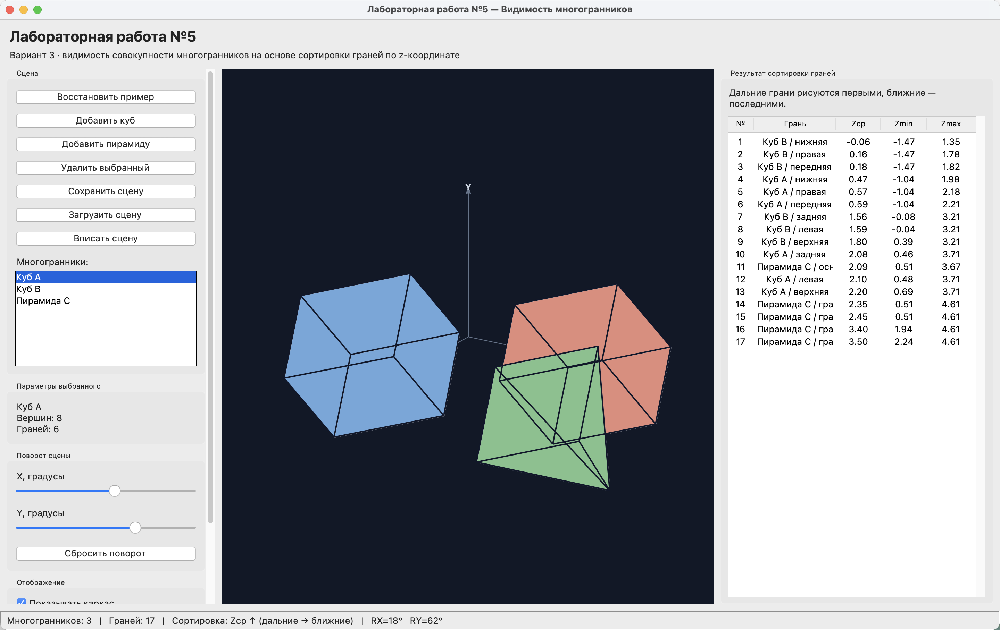 Лабораторная работа №5 — Видимость многогранников
Лабораторная работа №5
Вариант 3 · видимость совокупности многогранников на основе сортировки граней по z-координате
Сцена
Восстановить пример
Добавить куб
Добавить пирамиду
Удалить выбранный
Сохранить сцену
Загрузить сцену
Вписать сцену
Многогранники:
Куб A
Куб B
Пирамида C
Параметры выбранного
Куб A
Вершин: 8
Граней: 6
Поворот сцены
X, градусы
Y, градусы
Сбросить поворот
Отображение
Показывать каркас
Y
Результат сортировки граней
Дальние грани рисуются первыми, ближние —
последними.
№ Грань Zср Zmin Zmax
1 Куб B / нижняя -0.06 -1.47 1.35
2 Куб B / правая 0.16 -1.47 1.78
3 Куб B / передняя 0.18 -1.47 1.82
4 Куб A / нижняя 0.47 -1.04 1.98
5 Куб A / правая 0.57 -1.04 2.18
6 Куб A / передняя 0.59 -1.04 2.21
7 Куб B / задняя 1.56 -0.08 3.21
8 Куб B / левая 1.59 -0.04 3.21
9 Куб B / верхняя 1.80 0.39 3.21
10 Куб A / задняя 2.08 0.46 3.71
11 Пирамида C / осн 2.09 0.51 3.67
12 Куб A / левая 2.10 0.48 3.71
13 Куб A / верхняя 2.20 0.69 3.71
14 Пирамида C / гра 2.35 0.51 4.61
15 Пирамида C / гра 2.45 0.51 4.61
16 Пирамида C / гра 3.40 1.94 4.61
17 Пирамида C / гра 3.50 2.24 4.61
Многогранников: 3 | Граней: 17 | Сортировка: Zср ↑ (дальние → ближние) | RX=18° RY=62°